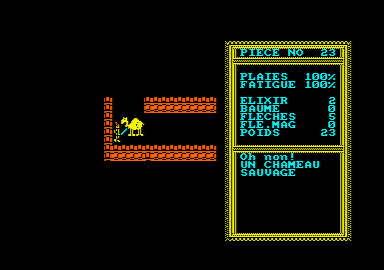 PIECE NO 23
PLAIES 100%
FATIGUE 100%
ELIXIR 2
BAUME 0
FLECHES 5
FLE.MAG 0
POIDS 23
Oh non!
UN CHAMEAU
SAUVAGE